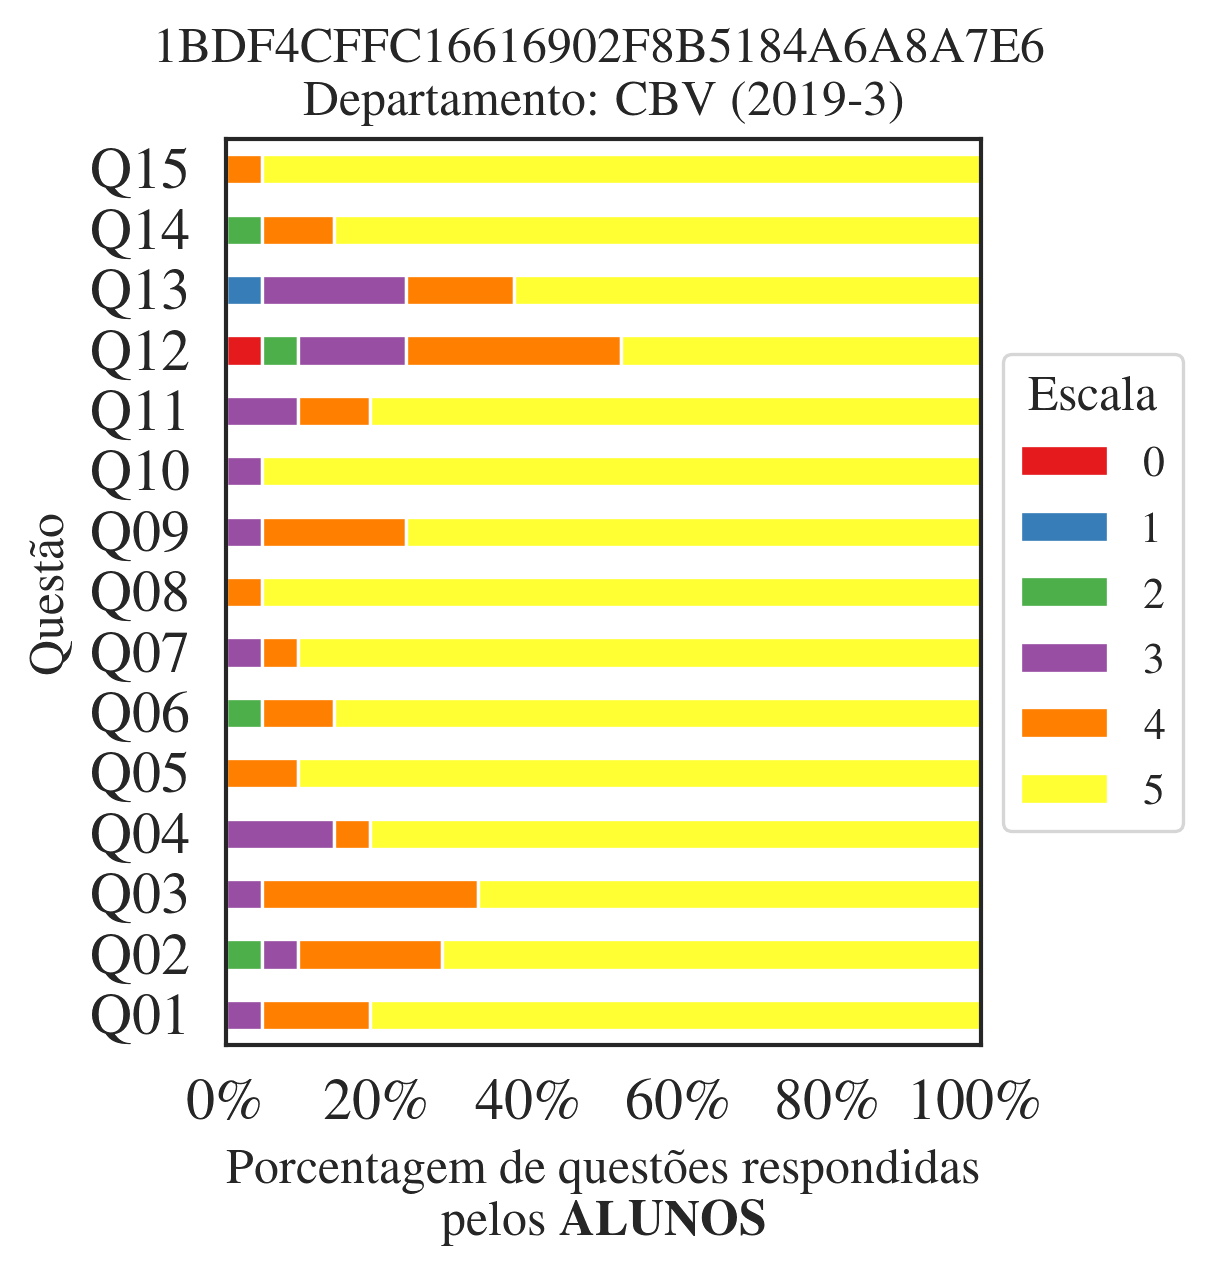 1BDF4CFFC16616902F8B5184A6A8A7E6
Departamento: CBV (2019-3)
Q15
Q14
Q13
Q12
Q11
Q10
Q09
Q08
Q07
Q06
Q05
Q04
Q03
Q02
Q01
Questão
0% 20% 40% 60% 80% 100%
Porcentagem de questões respondidas
pelos ALUNOS
Escala
0
1
2
3
4
5